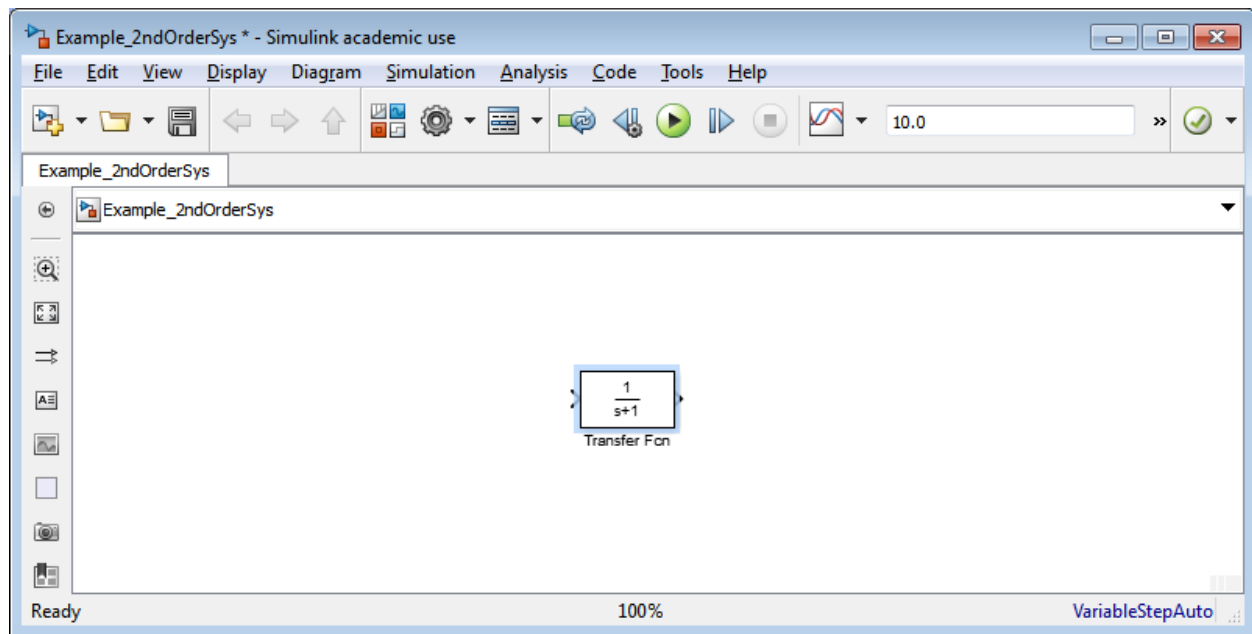 Example_2ndOrderSys * - Simulink academic use
File Edit View Display Diagram Simulation Analysis Code Tools Help
10.0 »
Example_2ndOrderSys
Example_2ndOrderSys
A
1
s+1
Transfer Fcn
Ready 100% VariableStepAuto